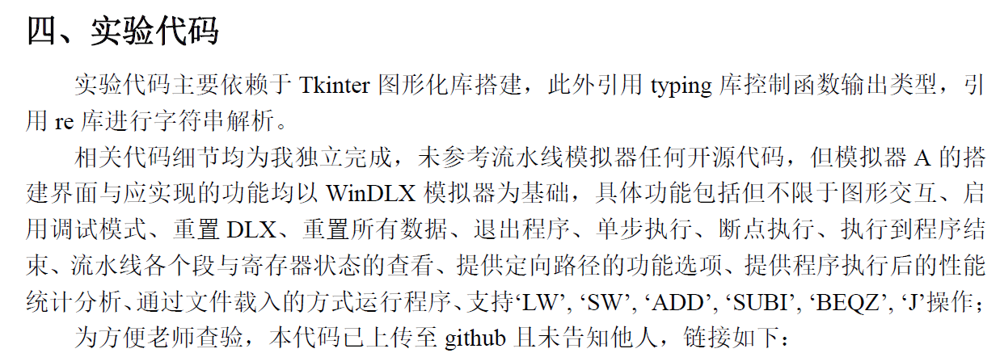 四、实验代码
实验代码主要依赖于 Tkinter 图形化库搭建，此外引用 typing 库控制函数输出类型，引
用 re 库进行字符串解析。
相关代码细节均为我独立完成，未参考流水线模拟器任何开源代码，但模拟器 A 的搭
建界面与应实现的功能均以 WinDLX 模拟器为基础，具体功能包括但不限于图形交互、启
用调试模式、重置 DLX、重置所有数据、退出程序、单步执行、断点执行、执行到程序结
束、流水线各个段与寄存器状态的查看、提供定向路径的功能选项、提供程序执行后的性能
统计分析、通过文件载入的方式运行程序、支持‘LW’, ‘SW’, ‘ADD’, ‘SUBI’, ‘BEQZ’, ‘J’操作；
为方便老师查验，本代码已上传至 github 且未告知他人，链接如下：